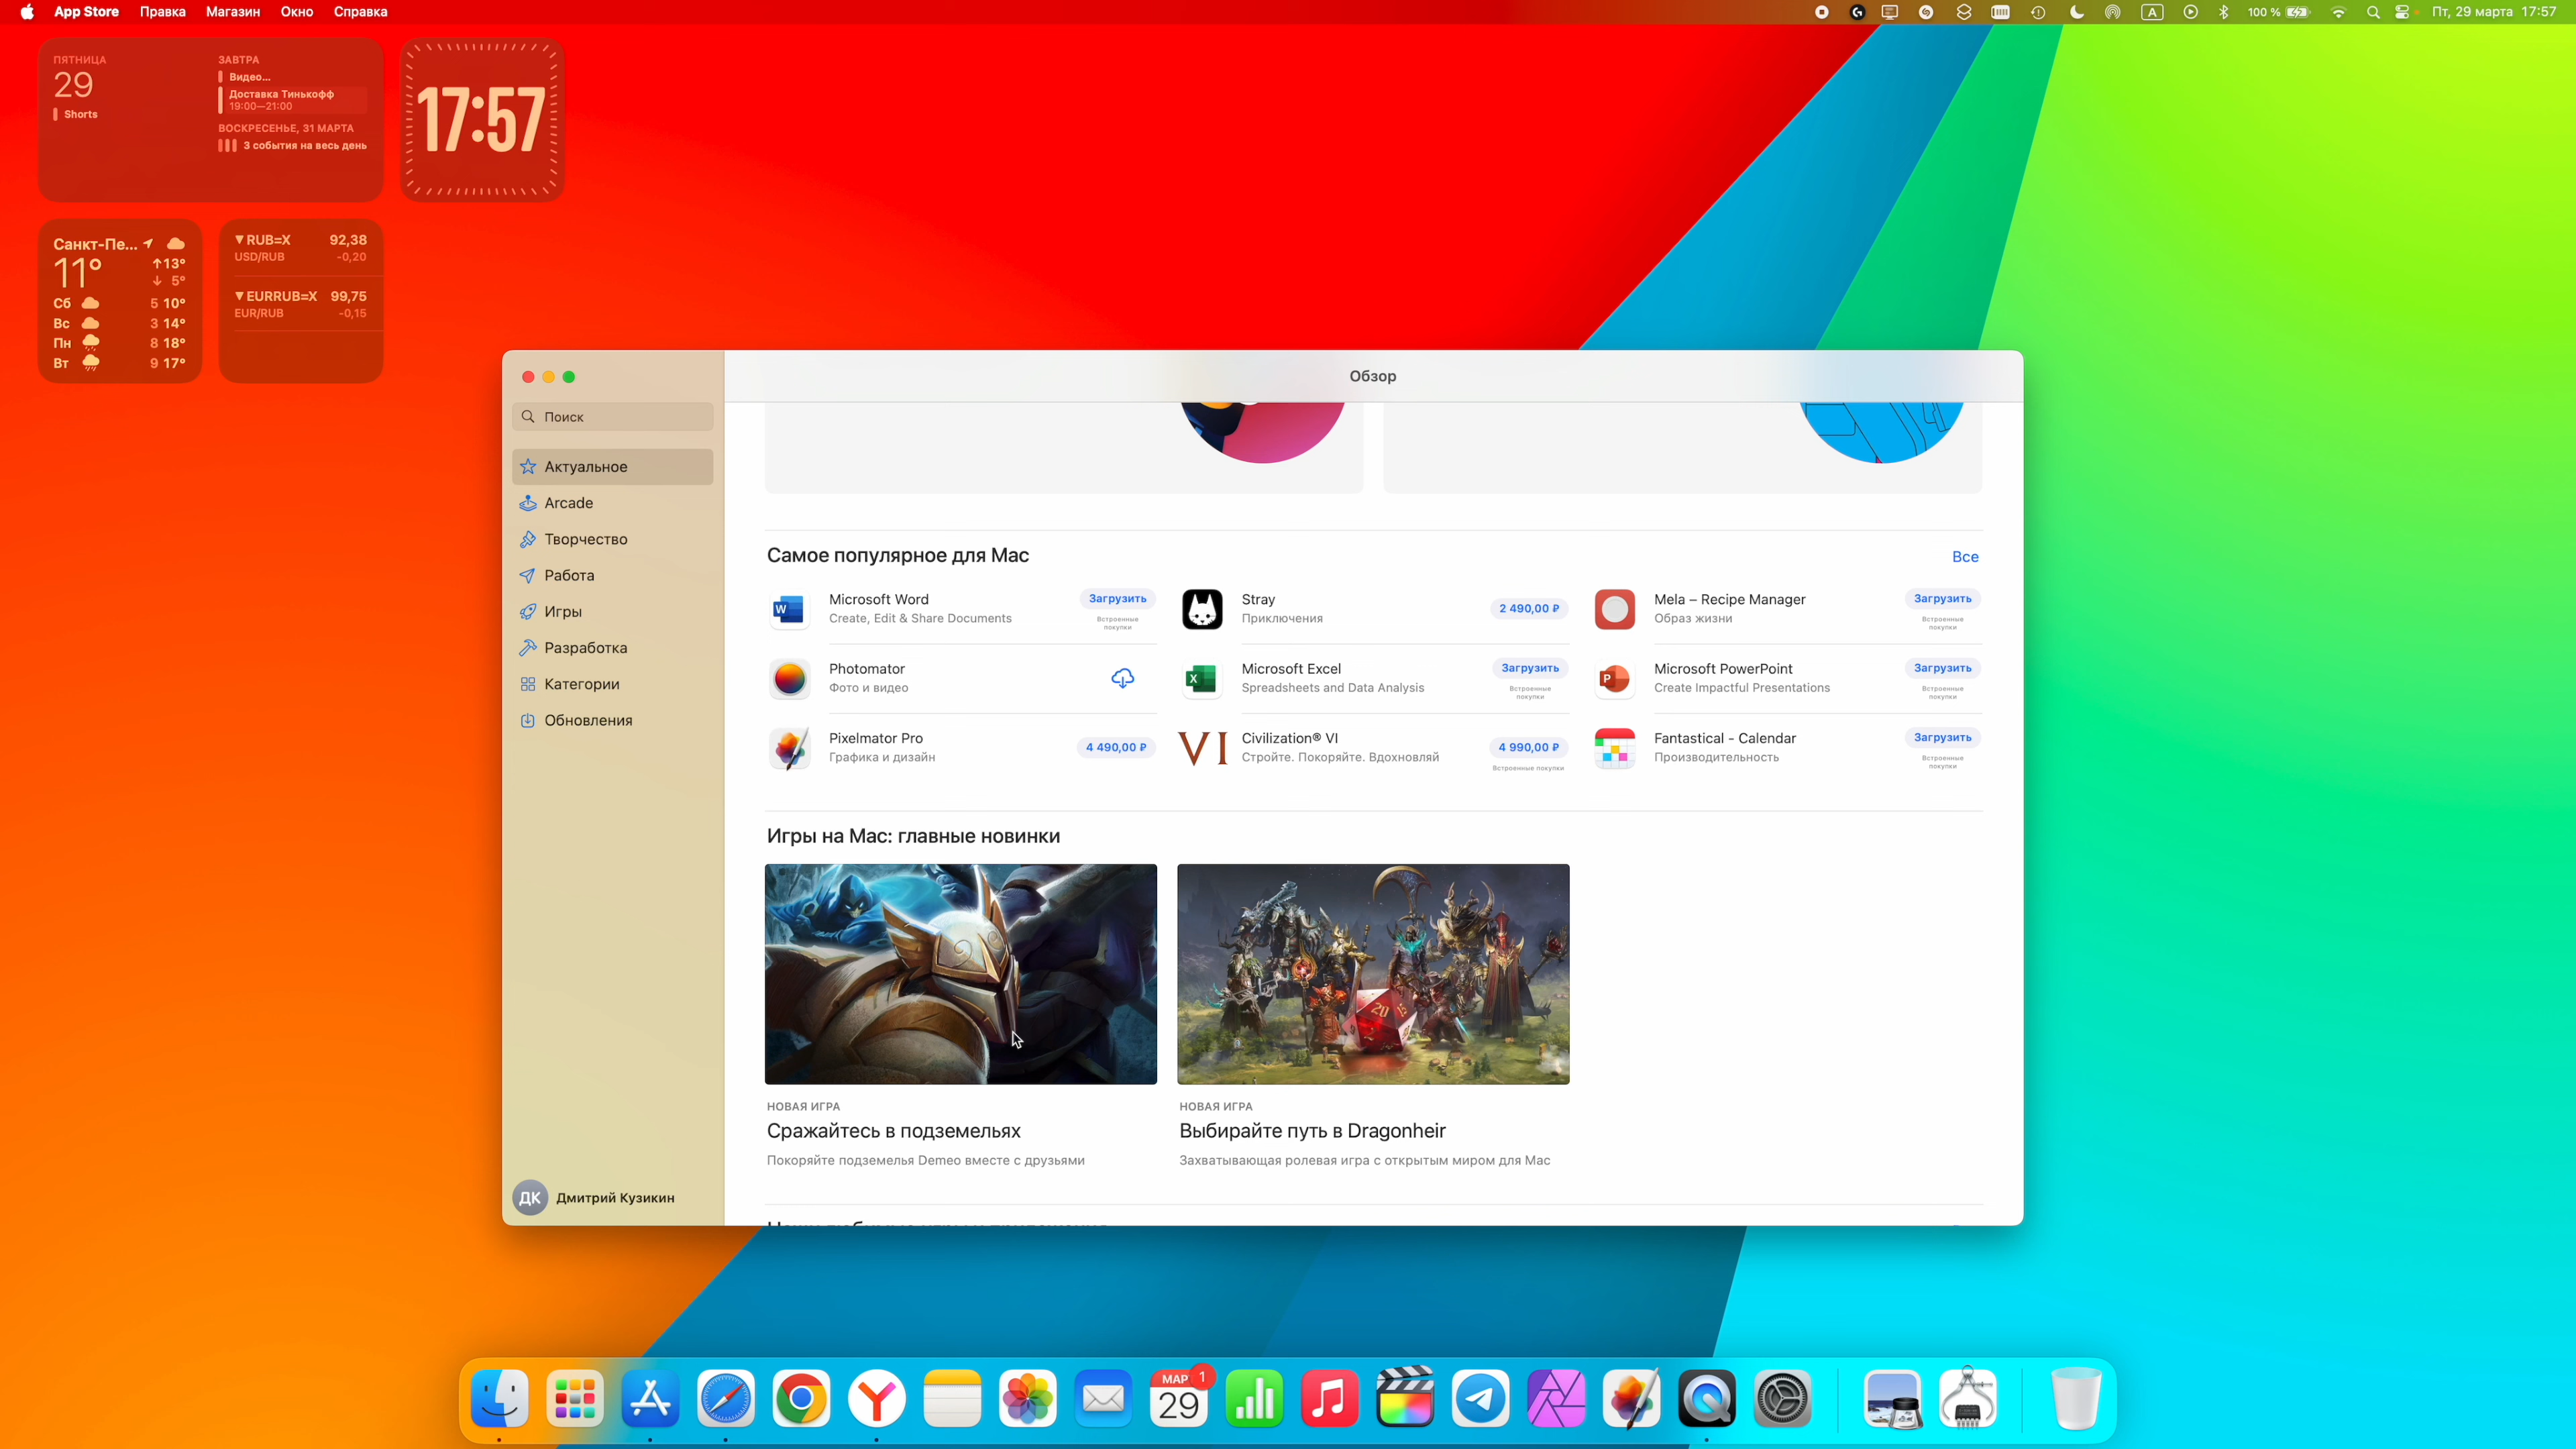 App Store Правка Магазин Окно Справка
A 100 % Пт, 29 марта 17:57
ПЯТНИЦА
29
Shorts
ЗАВТРА
Видео...
Доставка Тинькофф
19:00—21:00
ВОСКРЕСЕНЬЕ, 31 МАРТА
3 события на весь день
17:57
Санкт-Пе...
11°
↑13°
↓ 5°
Сб 5 10°
Вс 3 14°
Пн 8 18°
Вт 9 17°
▼RUB=X 92,38
USD/RUB -0,20
▼EURRUB=X 99,75
EUR/RUB -0,15
Обзор
Поиск
Актуальное
Arcade
Творчество
Работа
Игры
Разработка
Категории
Обновления
ДК Дмитрий Кузикин
Самое популярное для Mac
Все
Microsoft Word
Create, Edit & Share Documents
Загрузить
Встроенные
покупки
Stray
Приключения
2 490,00 ₽
Mela – Recipe Manager
Образ жизни
Загрузить
Встроенные
покупки
Photomator
Фото и видео
Microsoft Excel
Spreadsheets and Data Analysis
Загрузить
Встроенные
покупки
Microsoft PowerPoint
Create Impactful Presentations
Загрузить
Встроенные
покупки
Pixelmator Pro
Графика и дизайн
4 490,00 ₽
VI
Civilization® VI
Стройте. Покоряйте. Вдохновляй
4 990,00 ₽
Встроенные покупки
Fantastical - Calendar
Производительность
Загрузить
Встроенные
покупки
Игры на Mac: главные новинки
20
НОВАЯ ИГРА
Сражайтесь в подземельях
Покоряйте подземелья Demeo вместе с друзьями
НОВАЯ ИГРА
Выбирайте путь в Dragonheir
Захватывающая ролевая игра с открытым миром для Mac
МАР 1
29